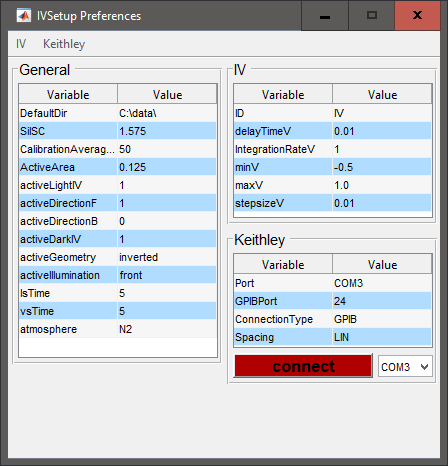 IVSetup Preferences
IV Keithley
General
Variable Value
DefaultDir C:\data\
SilSC 1.575
CalibrationAverag... 50
ActiveArea 0.125
activeLightIV 1
activeDirectionF 1
activeDirectionB 0
activeDarkIV 1
activeGeometry inverted
activeIllumination front
IsTime 5
vsTime 5
atmosphere N2
IV
Variable Value
ID IV
delayTimeV 0.01
IntegrationRateV 1
minV -0.5
maxV 1.0
stepsizeV 0.01
Keithley
Variable Value
Port COM3
GPIBPort 24
ConnectionType GPIB
Spacing LIN
connect COM3